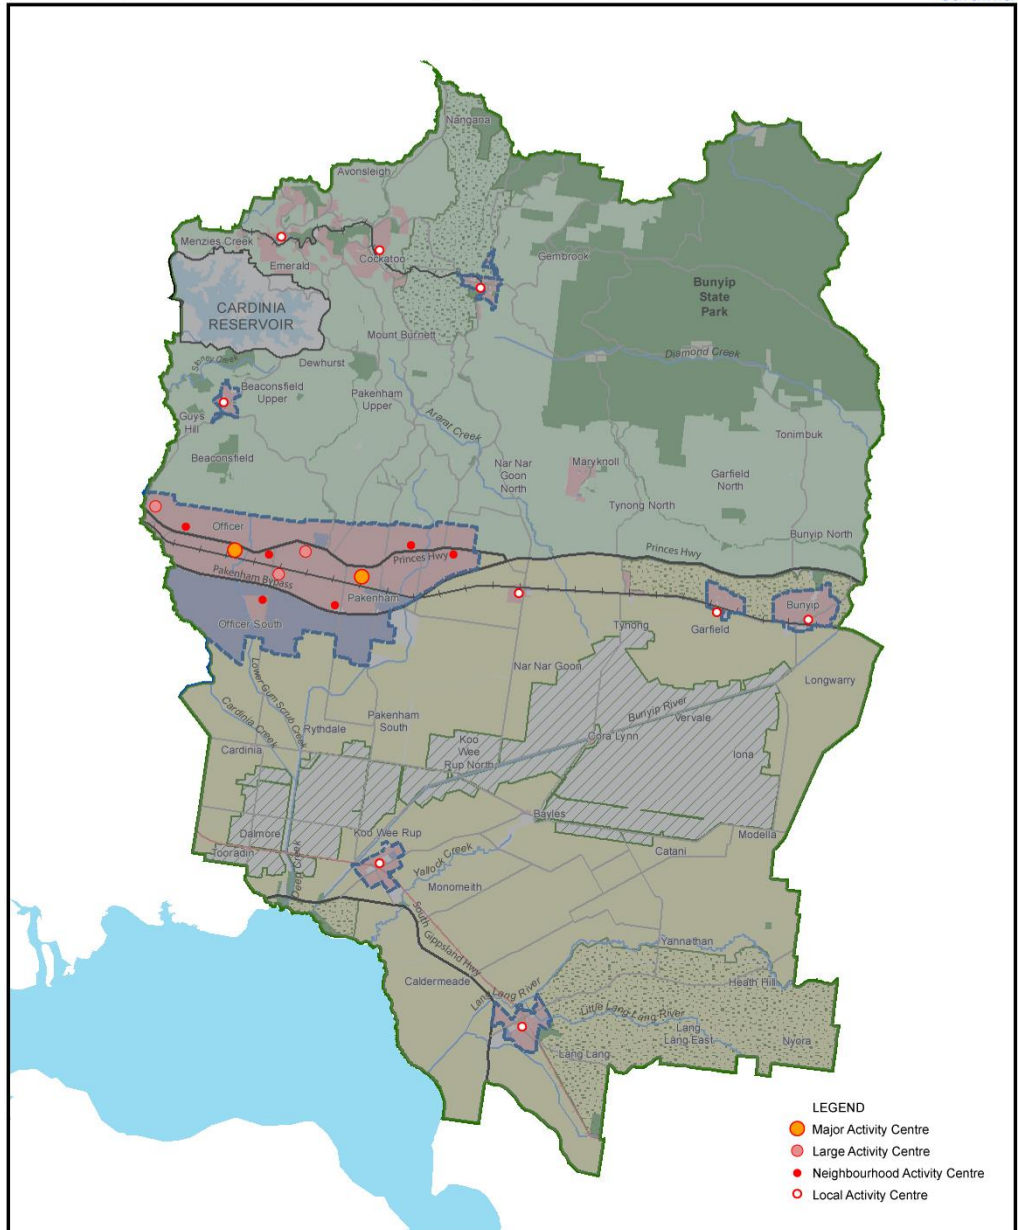 Nangana
Avonsleigh
Menzies Creek
Emerald
Cockatoo
Gembrook
CARDINIA
RESERVOIR
Bunyip
State
Park
Mount Burnett
Diamond Creek
Dewhurst
Beaconsfield
Upper
Pakenham
Upper
Guys
Hill
Ararat Creek
Tonimbuk
Beaconsfield
Nar Nar
Goon
North
Maryknoll
Garfield
North
Tynong North
Officer
Bunyip North
Princes Hwy
Princes Hwy
Pakenham Bypass
Pakenham
Bunyip
Officer South
Tynong
Garfield
Nar Nar Goon
Longwarry
Lower Gum Scrub Creek
Cardinia Creek
Rythdale
Pakenham
South
Bunyip River
Vervale
Cora Lynn
Cardinia
Koo
Wee
Rup North
Iona
Bayles
Dalmore
Koo Wee Rup
Modella
Tooradin
Yallock Creek
Catani
Deep Creek
Monomeith
South Gippsland Hwy
Yannathan
Caldermeade
Heath Hill
Lang Lang River
Little Lang Lang River
Lang
Lang East
Nyora
Lang Lang
LEGEND
Major Activity Centre
Large Activity Centre
Neighbourhood Activity Centre
Local Activity Centre